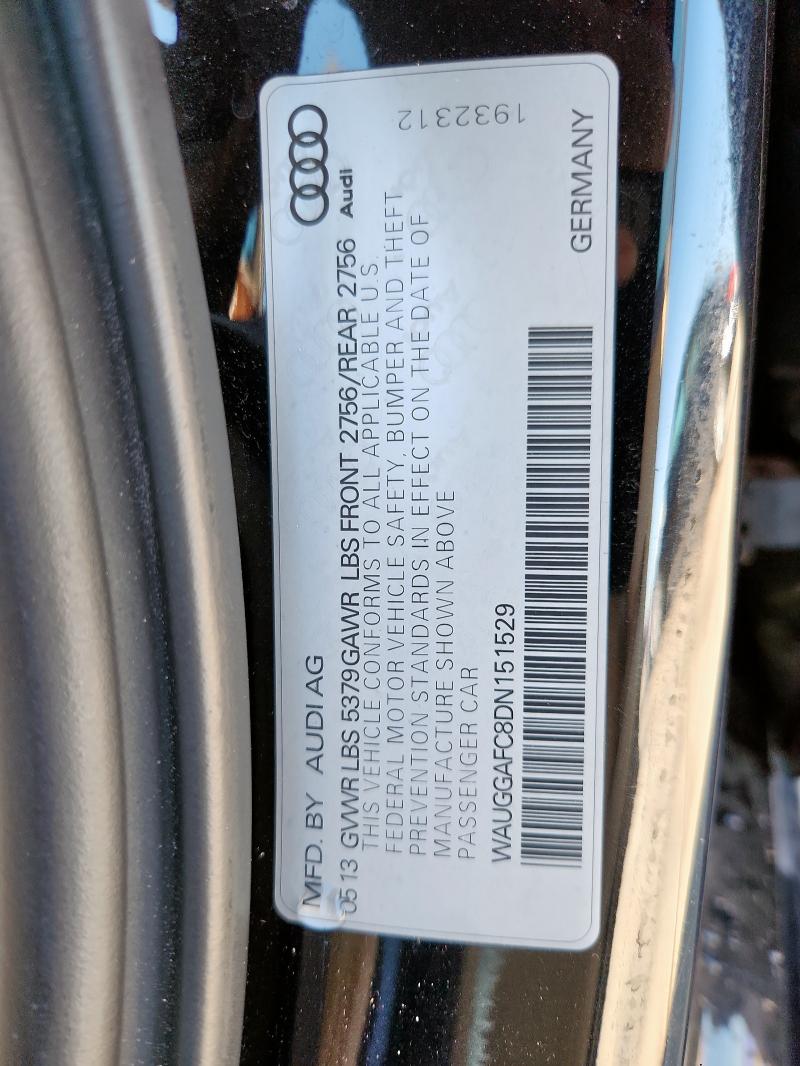 MFD. BY AUDI AG
05 13 GVWR LBS 5379 GAWR LBS FRONT 2756/REAR 2756
THIS VEHICLE CONFORMS TO ALL APPLICABLE U.S.
FEDERAL MOTOR VEHICLE SAFETY, BUMPER AND THEFT
PREVENTION STANDARDS IN EFFECT ON THE DATE OF
MANUFACTURE SHOWN ABOVE
PASSENGER CAR
WAUGGAFC8DN151529
Audi
1932312
GERMANY